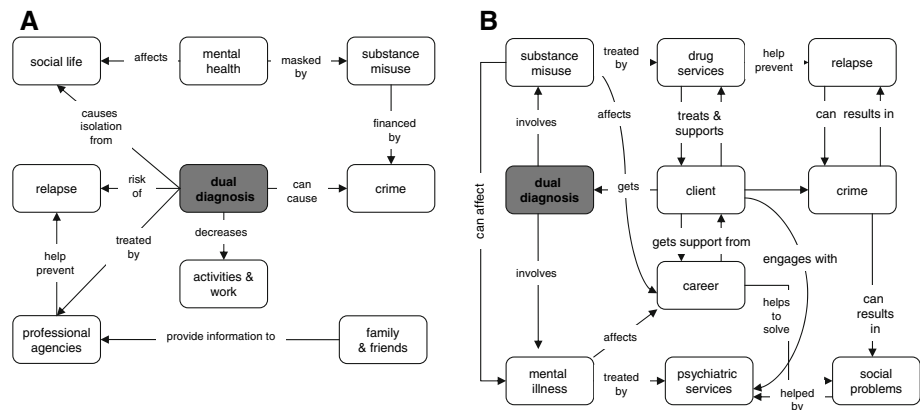 A
social life
affects
mental
health
masked
by
substance
misuse
causes
isolation
from
financed
by
relapse
risk
of
dual
diagnosis
can
cause
crime
help
prevent
treated
by
decreases
activities &
work
professional
agencies
provide information to
family
& friends
B
substance
misuse
treated
by
drug
services
help
prevent
relapse
involves
affects
treats &
supports
can results in
can affect
dual
diagnosis
gets
client
crime
involves
gets support from
engages with
career
helps
to
solve
can
results
in
affects
mental
illness
treated
by
psychiatric
services
helped
by
social
problems